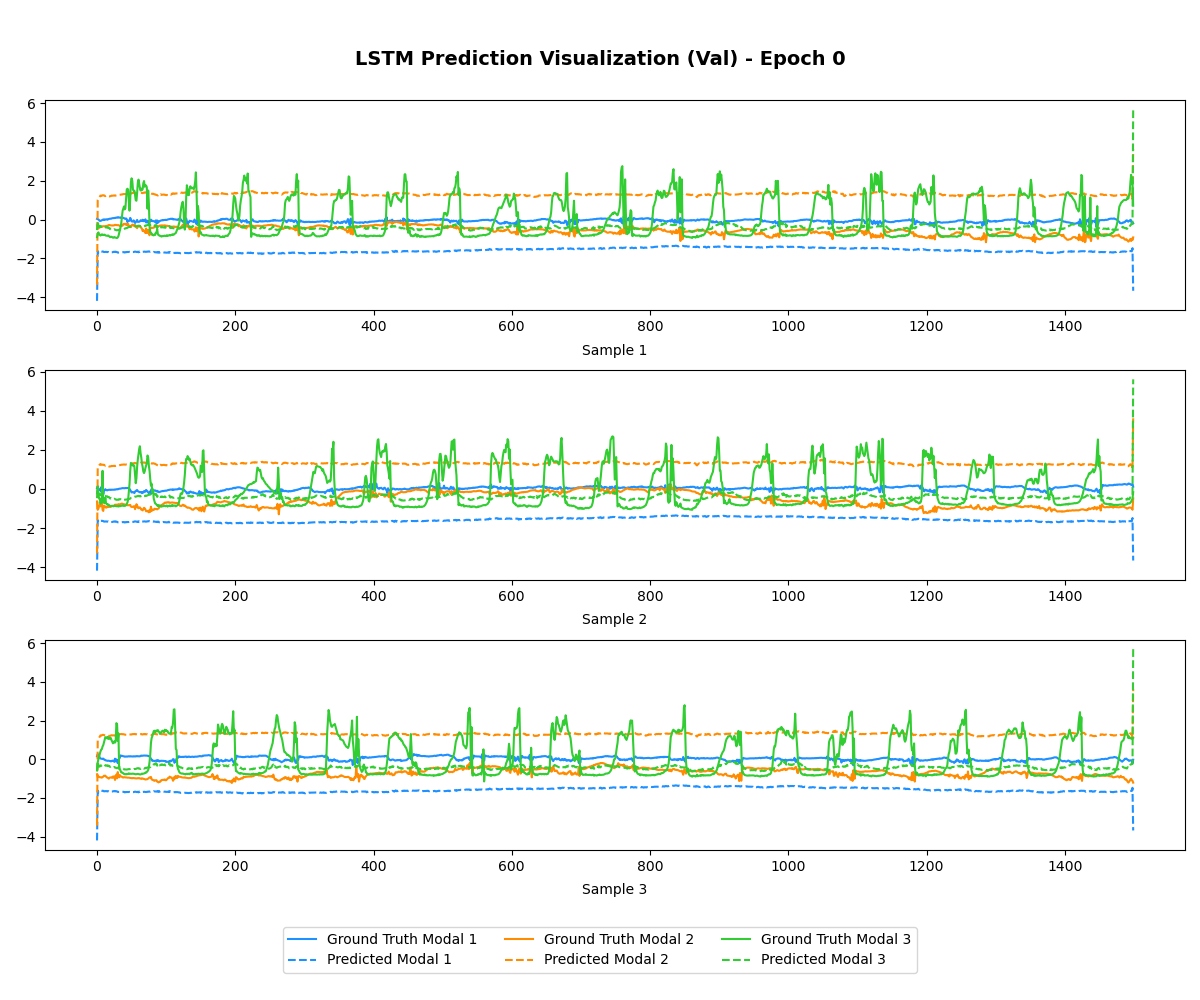 LSTM Prediction Visualization (Val) - Epoch 0
6
4
2
0
−2
−4
0 200 400 600 800 1000 1200 1400
Sample 1
6
4
2
0
−2
−4
0 200 400 600 800 1000 1200 1400
Sample 2
6
4
2
0
−2
−4
0 200 400 600 800 1000 1200 1400
Sample 3
Ground Truth Modal 1 Ground Truth Modal 2 Ground Truth Modal 3
Predicted Modal 1 Predicted Modal 2 Predicted Modal 3